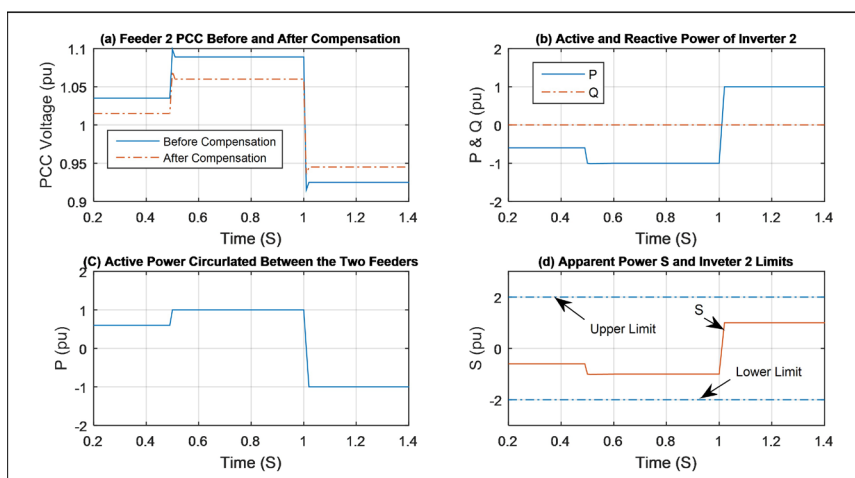 (a) Feeder 2 PCC Before and After Compensation
PCC Voltage (pu)
1.1
1.05
1
0.95
0.9
Before Compensation
After Compensation
0.2 0.4 0.6 0.8 1 1.2 1.4
Time (S)
(b) Active and Reactive Power of Inverter 2
P & Q (pu)
2
1
0
-1
-2
P
Q
0.2 0.4 0.6 0.8 1 1.2 1.4
Time (S)
(C) Active Power Circurlated Between the Two Feeders
P (pu)
2
1
0
-1
-2
0.2 0.4 0.6 0.8 1 1.2 1.4
Time (S)
(d) Apparent Power S and Inveter 2 Limits
S (pu)
2
0
-2
Upper Limit
S
Lower Limit
0.2 0.4 0.6 0.8 1 1.2 1.4
Time (S)